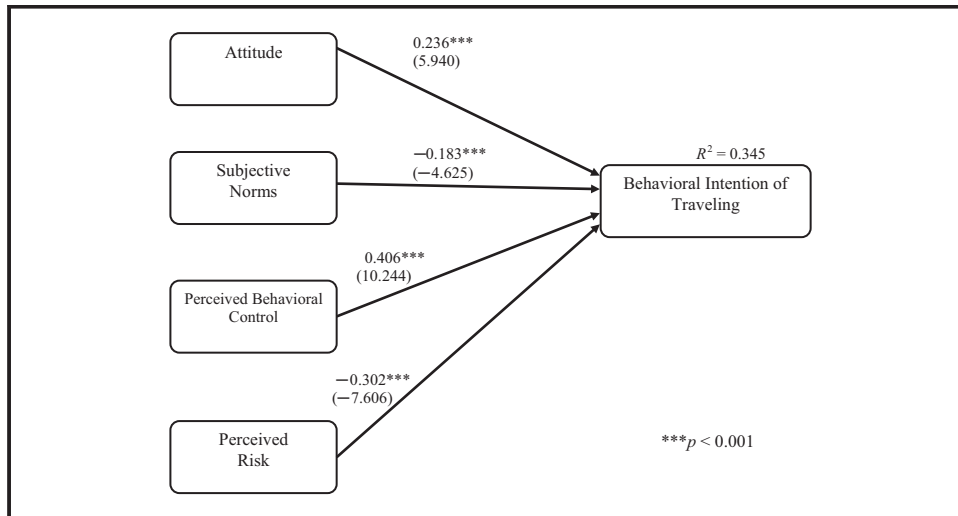 Attitude
0.236***
(5.940)
Subjective
Norms
—0.183***
(—4.625)
R² = 0.345
Behavioral Intention of
Traveling
Perceived Behavioral
Control
0.406***
(10.244)
Perceived
Risk
—0.302***
(—7.606)
***p < 0.001